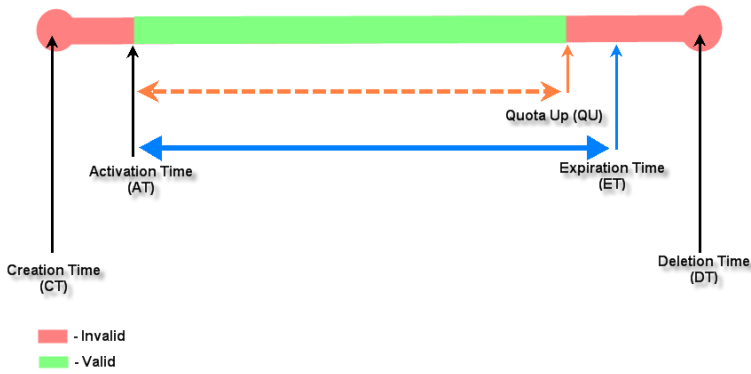 Quota Up (QU)
Activation Time
(AT)
Expiration Time
(ET)
Creation Time
(CT)
Deletion Time
(DT)
- Invalid
- Valid